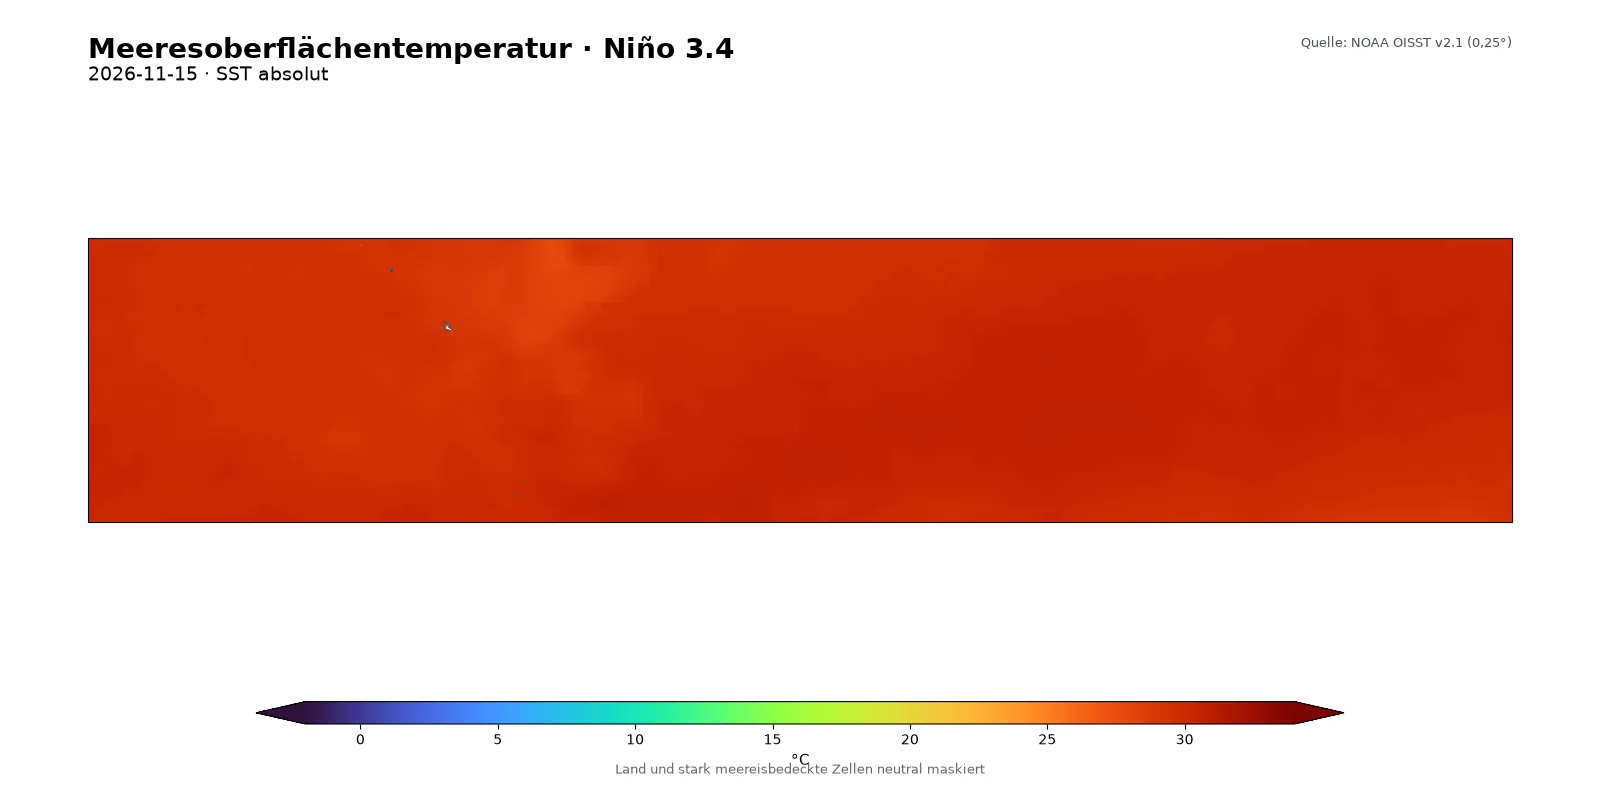 Meeresoberflächentemperatur · Niño 3.4
Quelle: NOAA OISST v2.1 (0,25°)
2026-11-15 · SST absolut
0 5 10 15 20 25 30
°C
Land und stark meereisbedeckte Zellen neutral maskiert